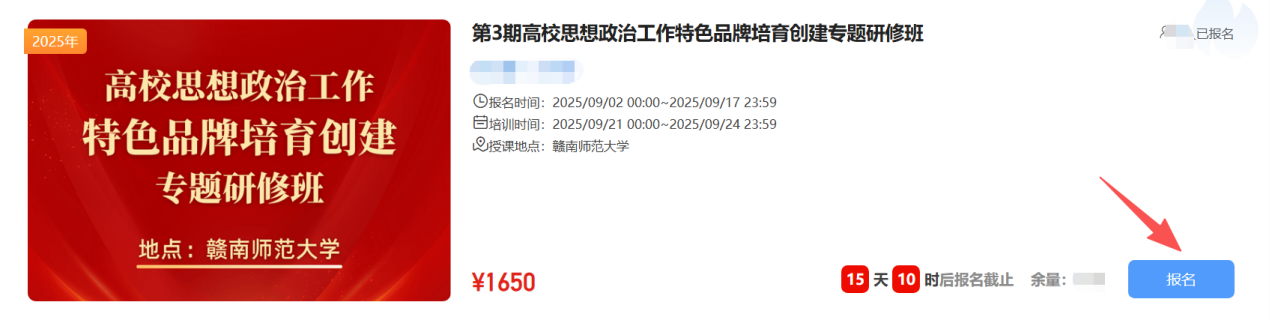 2025年
高校思想政治工作
特色品牌培育创建
专题研修班
地点：赣南师范大学
第3期高校思想政治工作特色品牌培育创建专题研修班
已报名
报名时间：2025/09/02 00:00~2025/09/17 23:59
培训时间：2025/09/21 00:00~2025/09/24 23:59
授课地点：赣南师范大学
¥1650
15 天 10 时后报名截止 余量：
报名